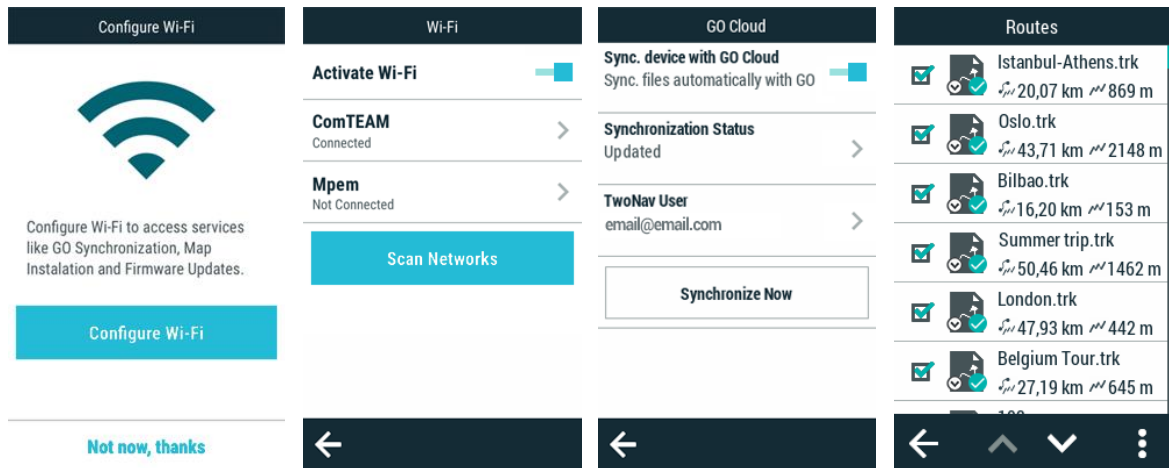 Configure Wi-Fi
Configure Wi-Fi to access services
like GO Synchronization, Map
Instalation and Firmware Updates.
Configure Wi-Fi
Not now, thanks
Wi-Fi
Activate Wi-Fi
ComTEAM
Connected
Mpem
Not Connected
Scan Networks
GO Cloud
Sync. device with GO Cloud
Sync. files automatically with GO
Synchronization Status
Updated
TwoNav User
email@email.com
Synchronize Now
Routes
Istanbul-Athens.trk
20,07 km 869 m
Oslo.trk
43,71 km 2148 m
Bilbao.trk
16,20 km 153 m
Summer trip.trk
50,46 km 1462 m
London.trk
47,93 km 442 m
Belgium Tour.trk
27,19 km 645 m